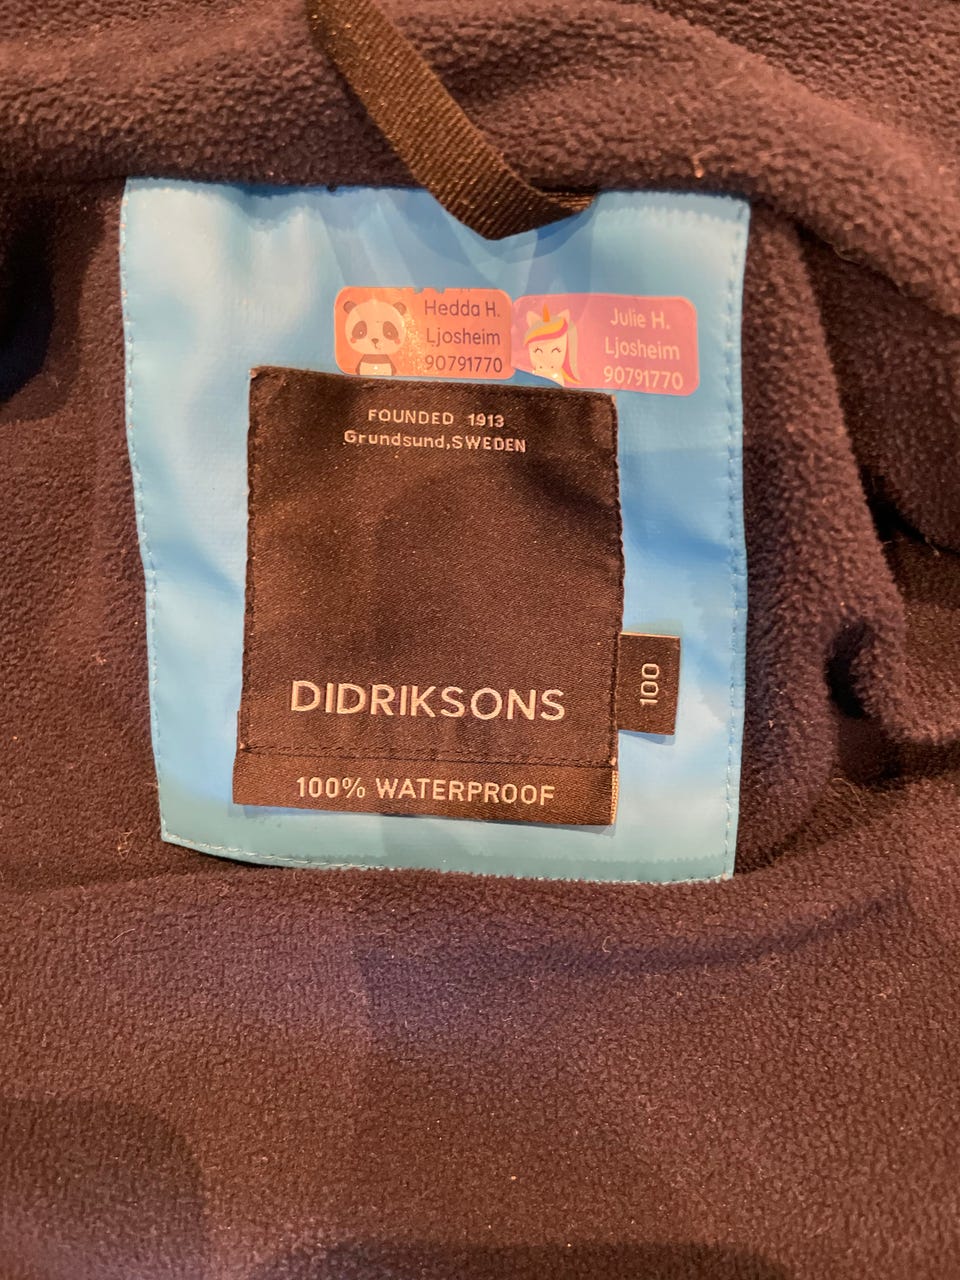 Hedda H.
Ljosheim
90791770
Julie H.
Ljosheim
90791770
FOUNDED 1913
Grundsund,SWEDEN
DIDRIKSONS
100
100% WATERPROOF